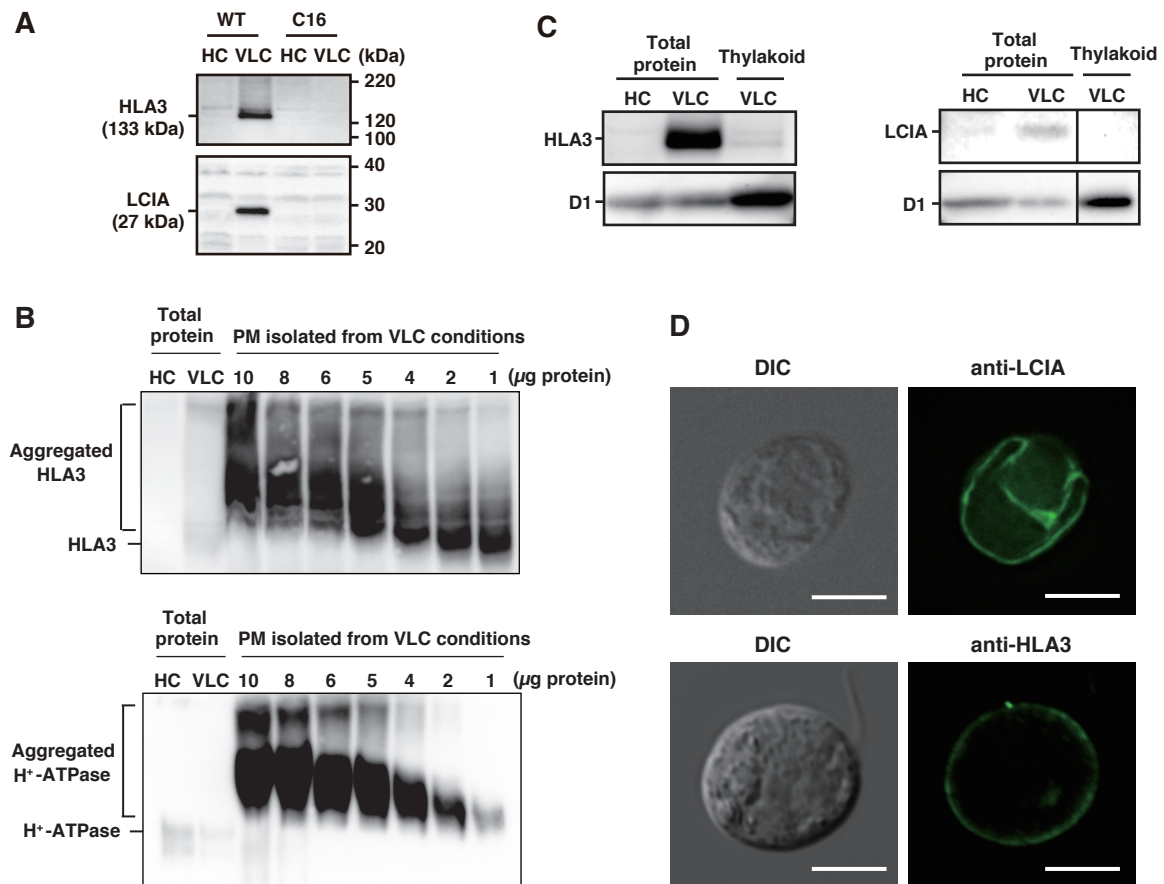 A
WT C16
HC VLC HC VLC (kDa)
HLA3
(133 kDa)
220
120
100
LCIA
(27 kDa)
40
30
20
B
Total
protein
PM isolated from VLC conditions
HC VLC 10 8 6 5 4 2 1 (µg protein)
Aggregated
HLA3
HLA3
Total
protein
PM isolated from VLC conditions
HC VLC 10 8 6 5 4 2 1 (µg protein)
Aggregated
H⁺-ATPase
H⁺-ATPase
C
Total
protein
Thylakoid
HC VLC VLC
HLA3
D1
Total
protein
Thylakoid
HC VLC VLC
LCIA
D1
D
DIC anti-LCIA
DIC anti-HLA3